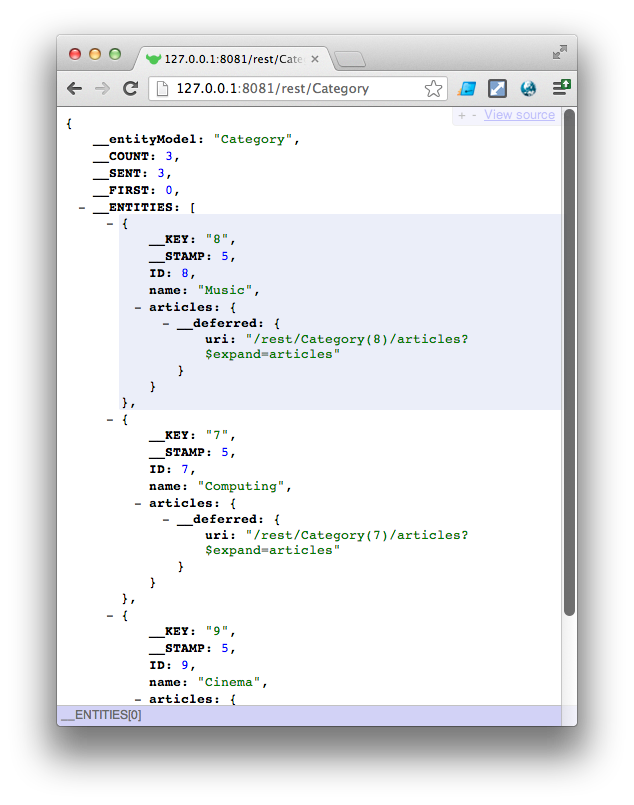 127.0.0.1:8081/rest/Cate
127.0.0.1:8081/rest/Category
+ - View source
{
__entityModel: "Category",
__COUNT: 3,
__SENT: 3,
__FIRST: 0,
- __ENTITIES: [
- {
__KEY: "8",
__STAMP: 5,
ID: 8,
name: "Music",
- articles: {
- __deferred: {
uri: "/rest/Category(8)/articles?
$expand=articles"
}
}
},
- {
__KEY: "7",
__STAMP: 5,
ID: 7,
name: "Computing",
- articles: {
- __deferred: {
uri: "/rest/Category(7)/articles?
$expand=articles"
}
}
},
- {
__KEY: "9",
__STAMP: 5,
ID: 9,
name: "Cinema",
- articles: {
__ENTITIES[0]